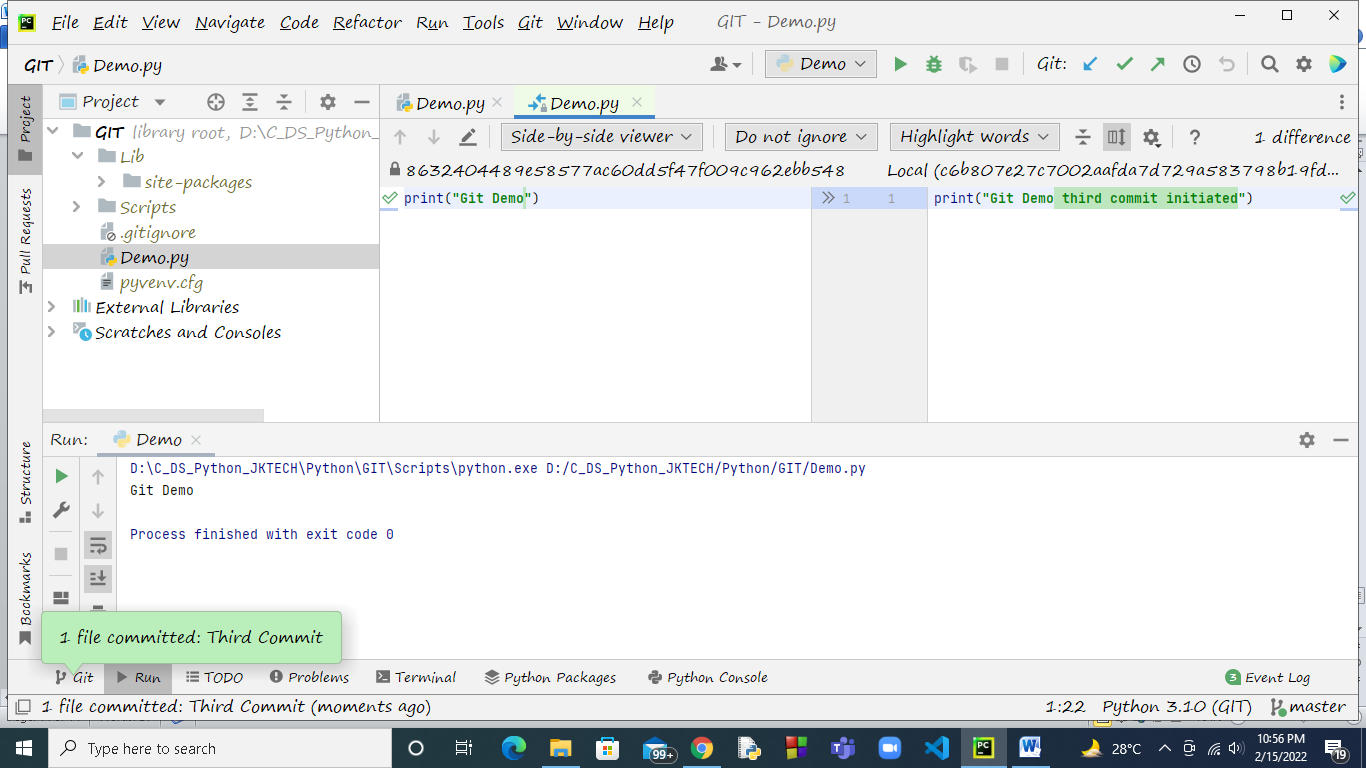 File Edit View Navigate Code Refactor Run Tools Git Window Help GIT - Demo.py
GIT Demo.py Demo Git:
Project
Project
Demo.py
Demo.py
GIT library root, D:\C_DS_Python_
Lib
site-packages
Scripts
.gitignore
Demo.py
pyvenv.cfg
External Libraries
Scratches and Consoles
Pull Requests
Side-by-side viewer Do not ignore Highlight words ? 1 difference
8632404489e58577ac60dd5f47f009c962ebb548 Local (c6b807e27c7002aafda7d729a583798b19fd...
print("Git Demo") 1 1 print("Git Demo third commit initiated")
Run: Demo
D:\C_DS_Python_JKTECH\Python\GIT\Scripts\python.exe D:/C_DS_Python_JKTECH/Python/GIT/Demo.py
Git Demo
Process finished with exit code 0
Structure
Bookmarks
1 file committed: Third Commit
Git Run TODO Problems Terminal Python Packages Python Console 3 Event Log
1 file committed: Third Commit (moments ago) 1:22 Python 3.10 (GIT) master
Type here to search 99+ 28°C 10:56 PM
2/15/2022 19